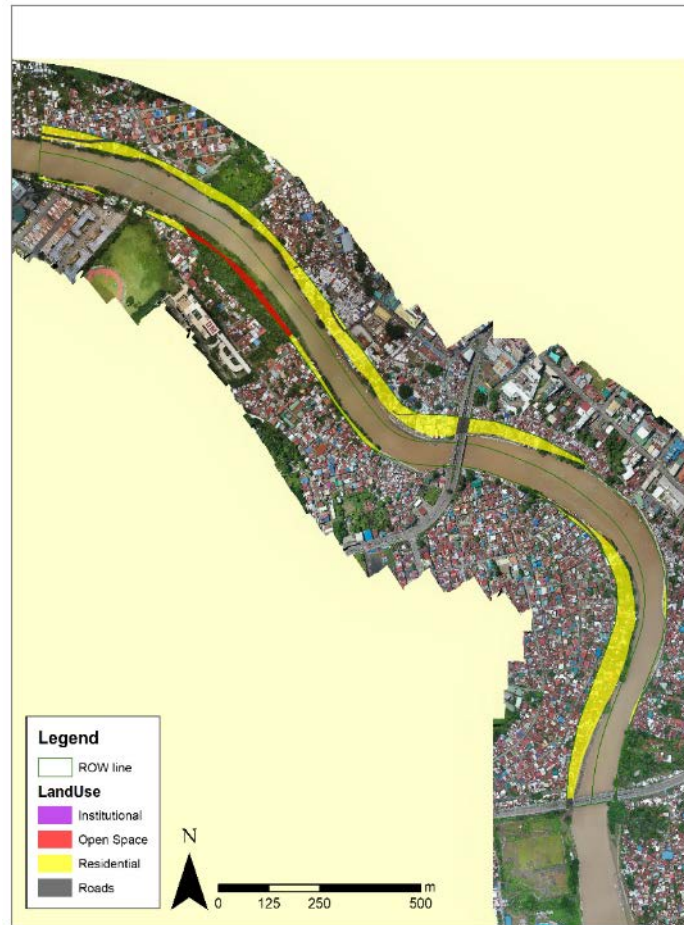 Legend
ROW line
LandUse
Institutional
Open Space
Residential
Roads
N
m
0 125 250 500